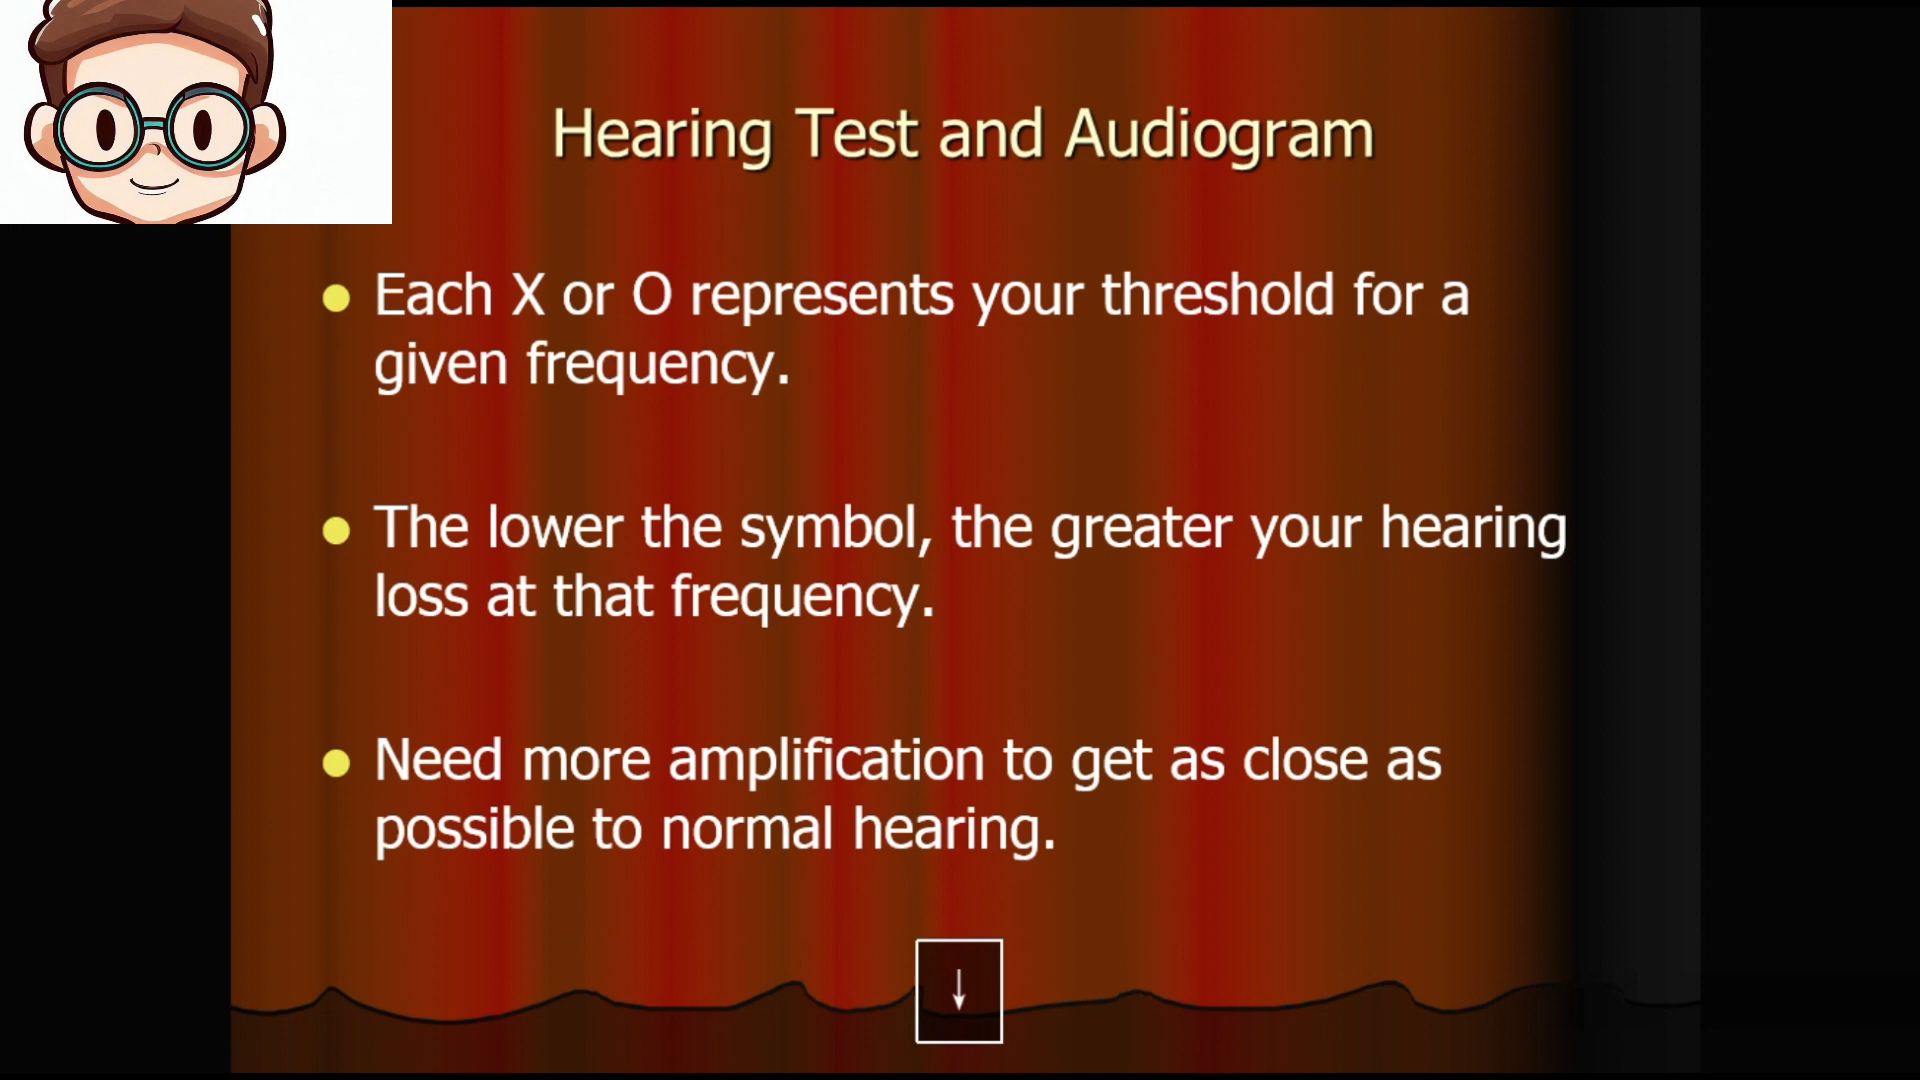 Hearing Test and Audiogram
Each X or O represents your threshold for a
given frequency.
The lower the symbol, the greater your hearing
loss at that frequency.
Need more amplification to get as close as
possible to normal hearing.